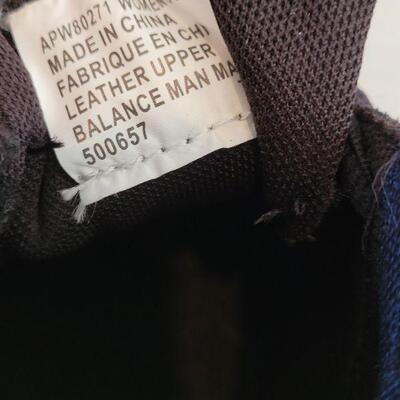 APW80271 WOMEN'S
MADE IN CHINA
FABRIQUE EN CHI
LEATHER UPPER
BALANCE MAN MA
500657